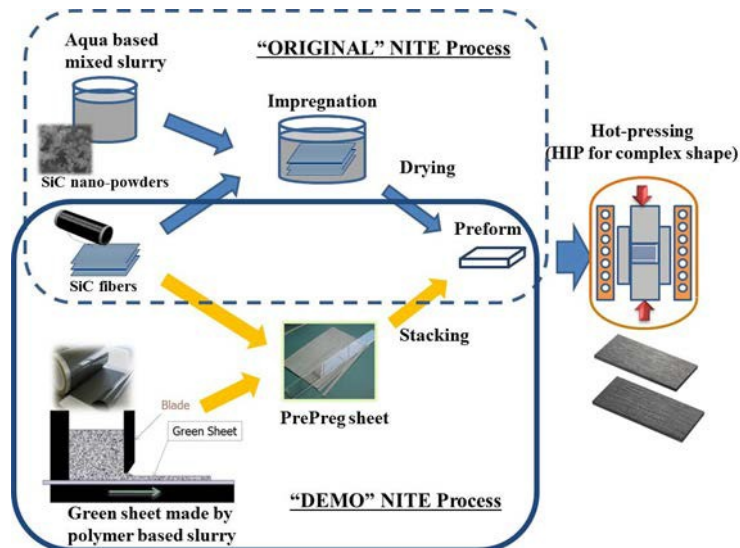 Aqua based
mixed slurry
“ORIGINAL” NITE Process
Impregnation
SiC nano-powders
Drying
Hot-pressing
(HIP for complex shape)
SiC fibers
Preform
Stacking
PrePreg sheet
Blade
Green Sheet
Green sheet made by
polymer based slurry
“DEMO” NITE Process